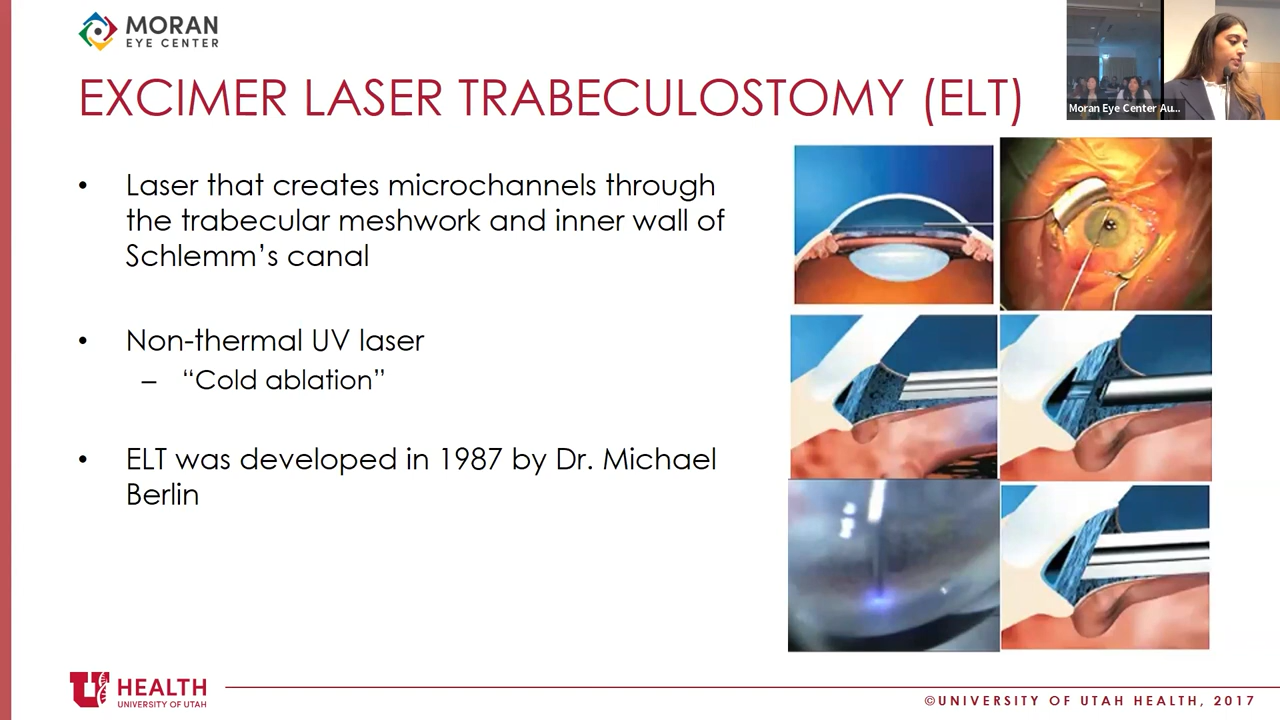 MORAN
EYE CENTER
EXCIMER LASER TRABECULOSTOMY (ELT)
Moran Eye Center Au...
• Laser that creates microchannels through
the trabecular meshwork and inner wall of
Schlemm’s canal
• Non-thermal UV laser
– “Cold ablation”
• ELT was developed in 1987 by Dr. Michael
Berlin
U HEALTH
UNIVERSITY OF UTAH
©UNIVERSITY OF UTAH HEALTH, 2017